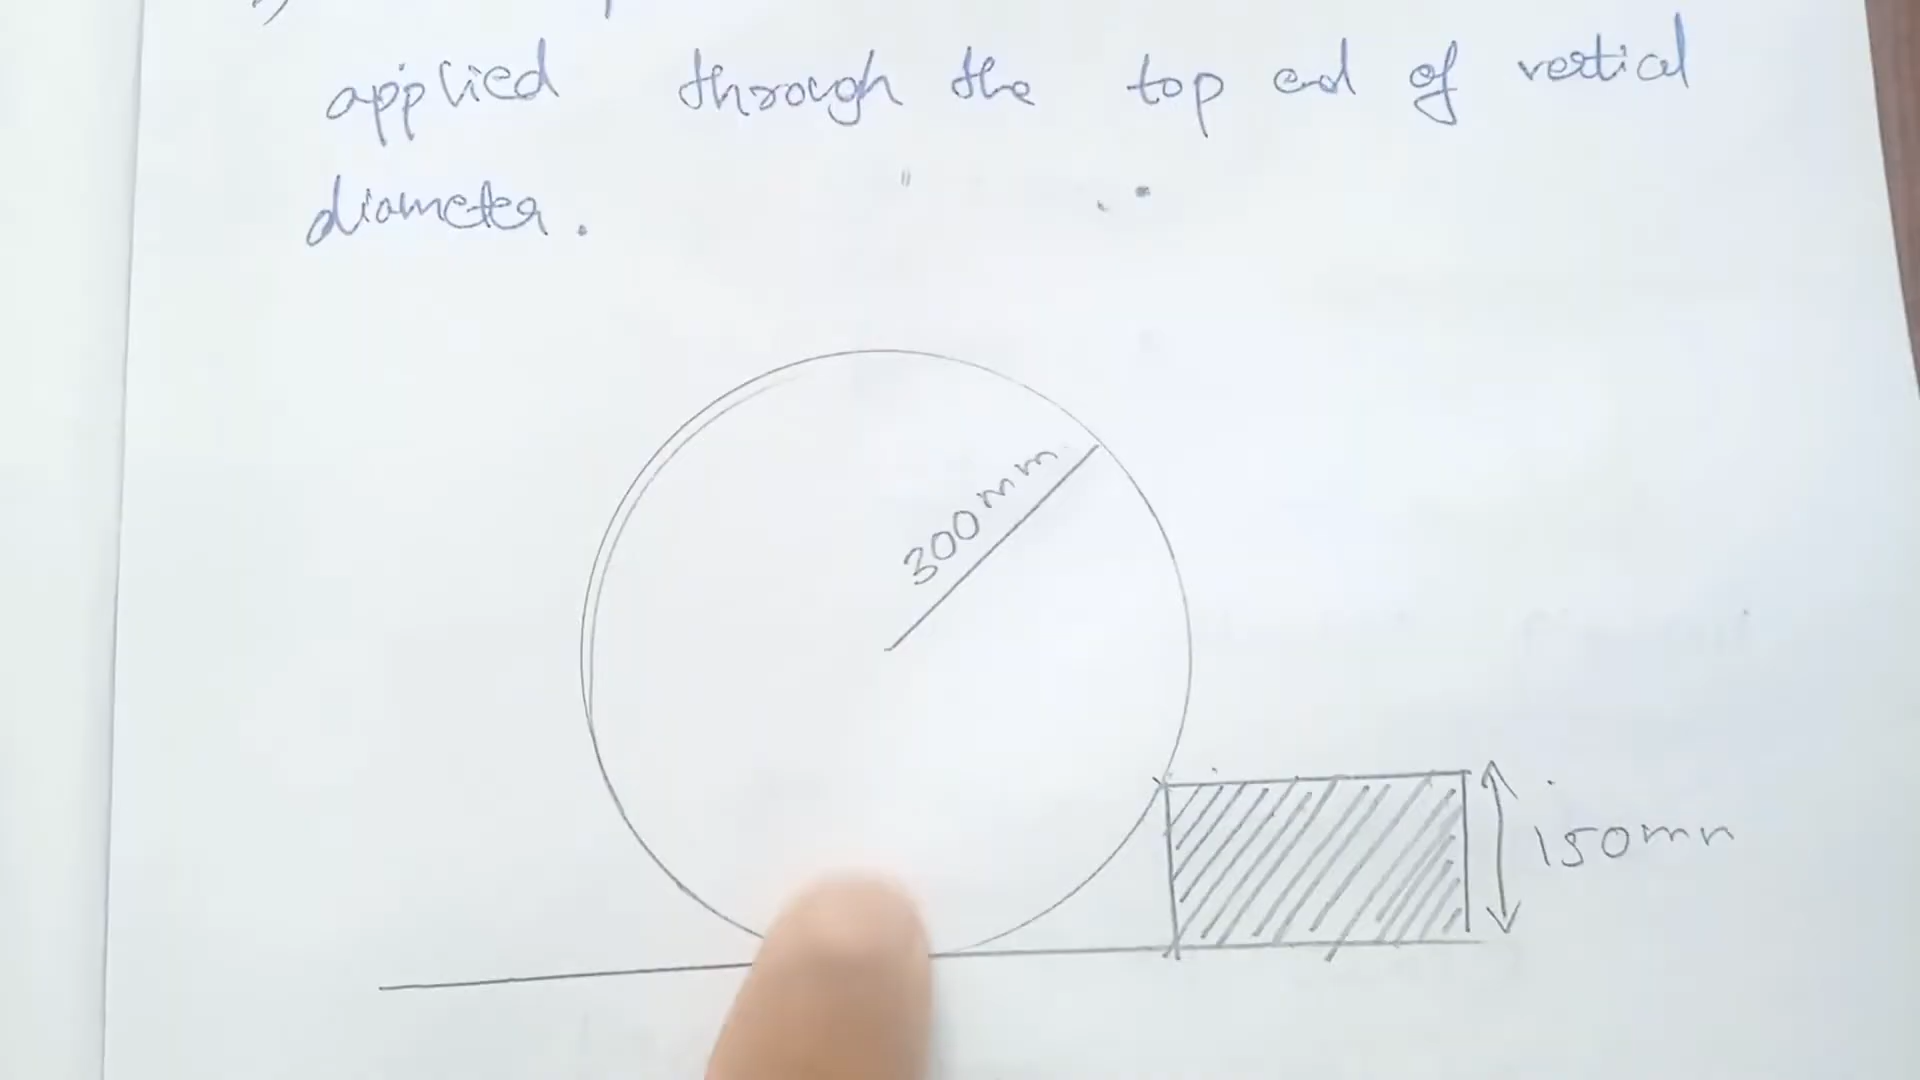 applied through the top end of vertical
diameter.
300mm
150mm